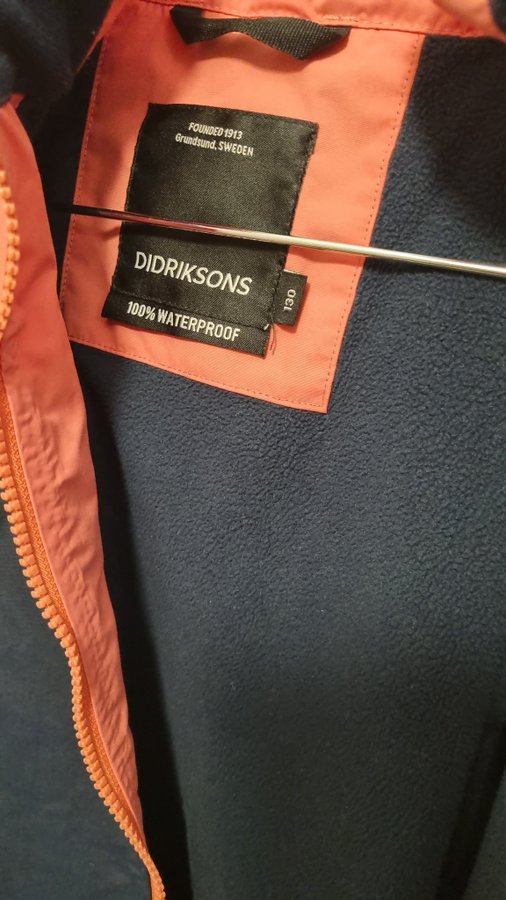 FOUNDED 1913
Grundsund, SWEDEN
DIDRIKSONS
130
100% WATERPROOF